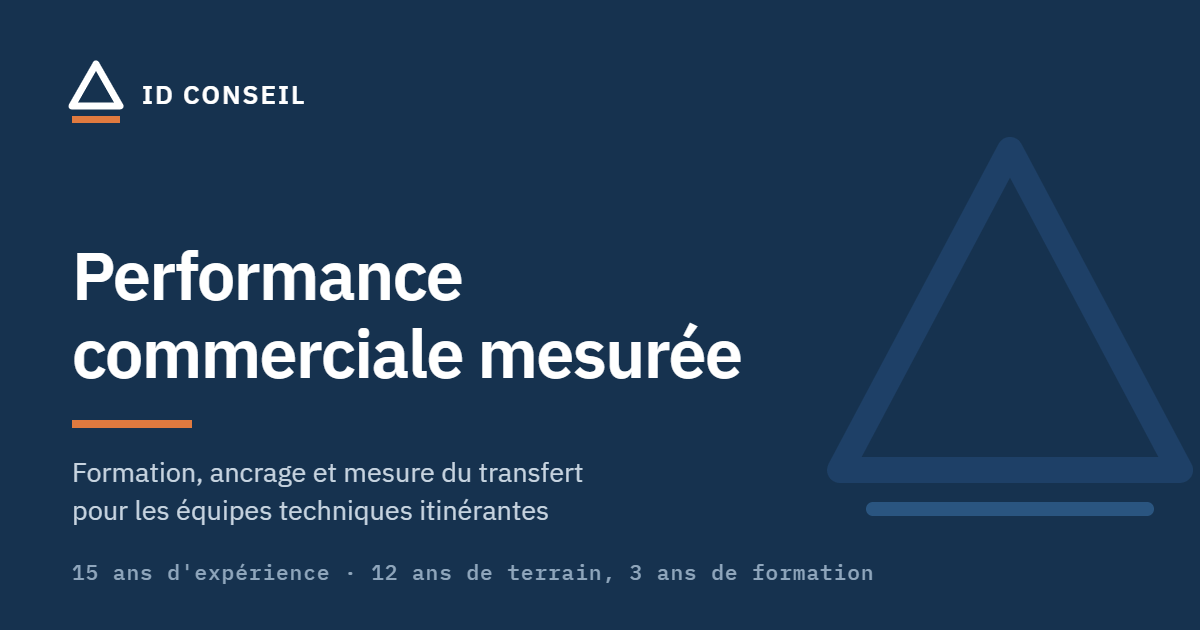 ID CONSEIL
Performance
commerciale mesurée
Formation, ancrage et mesure du transfert
pour les équipes techniques itinérantes
15 ans d'expérience · 12 ans de terrain, 3 ans de formation